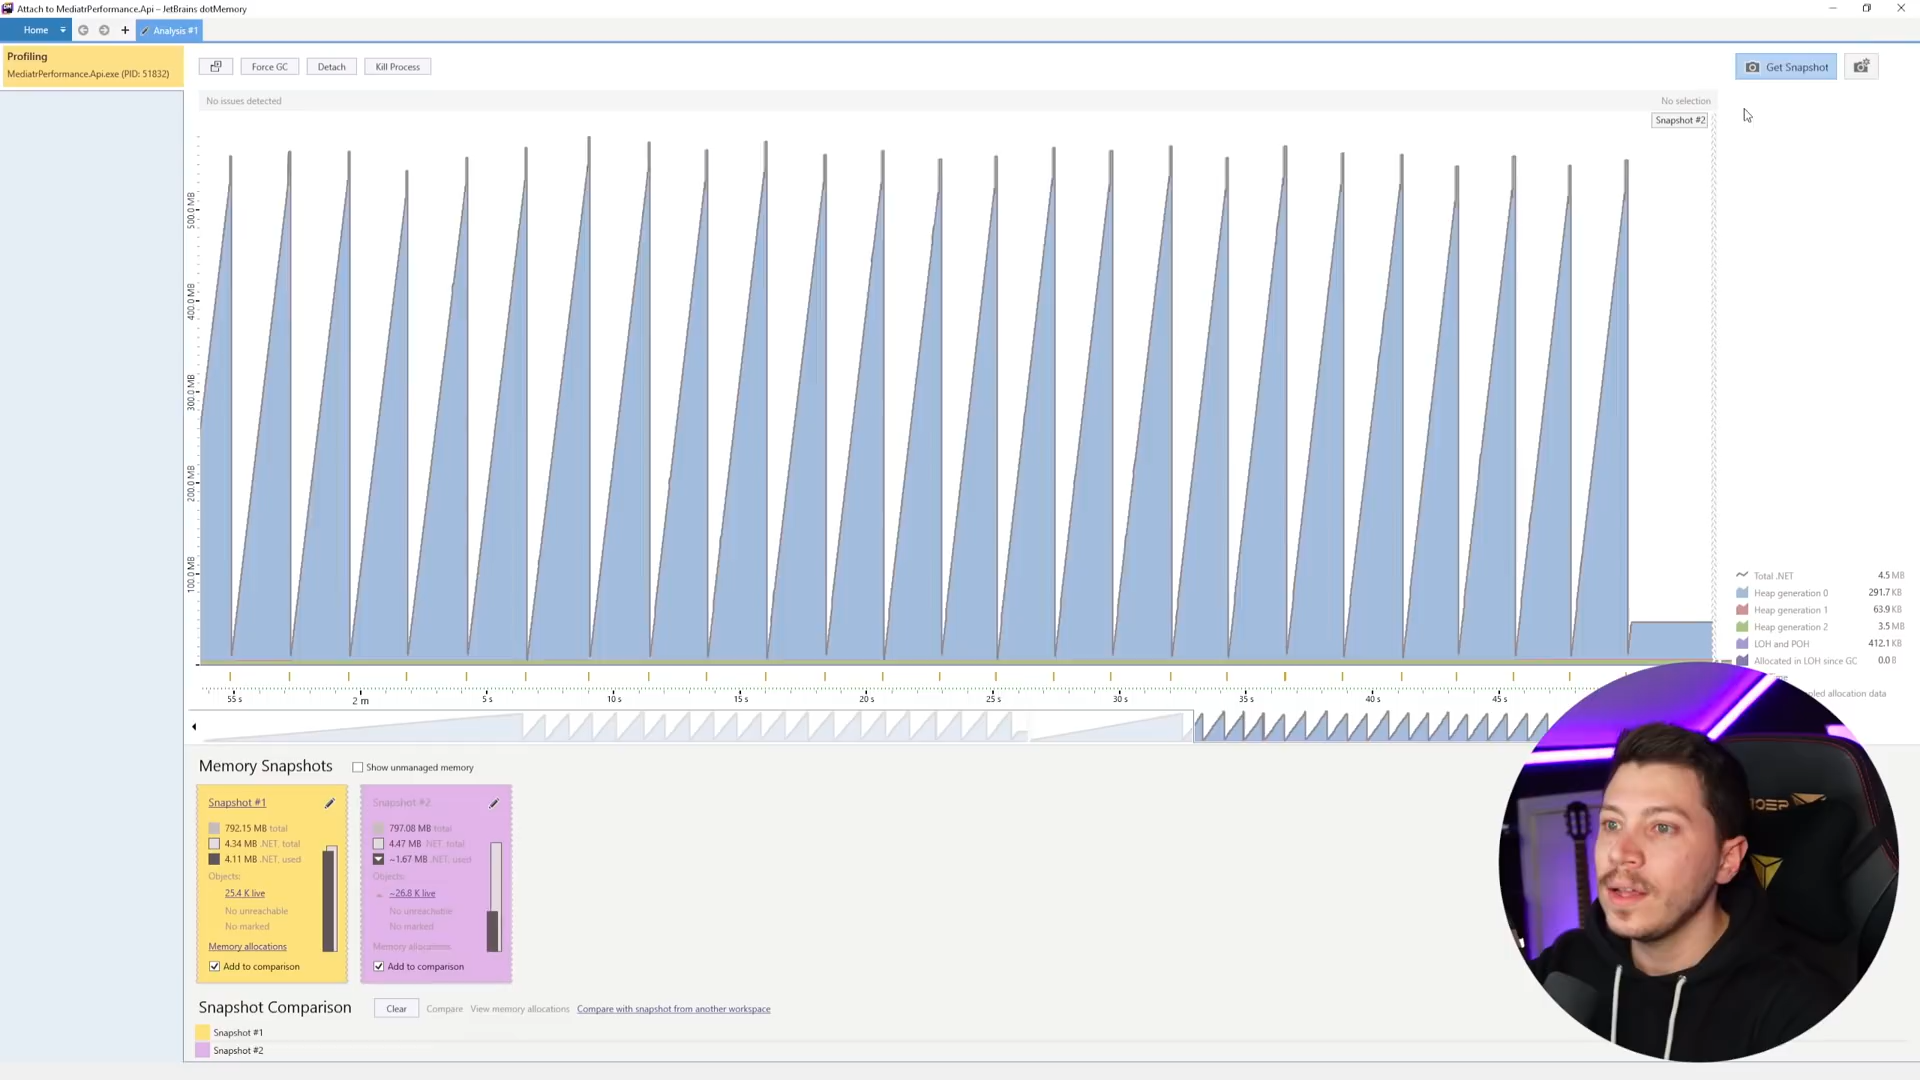 Attach to MediatrPerformance.Api – JetBrains dotMemory
Home
Analysis #1
Profiling
MediatrPerformance.Api.exe (PID: 51832)
Force GC
Detach
Kill Process
Get Snapshot
No issues detected
No selection
Snapshot #2
500.0 MB
400.0 MB
300.0 MB
200.0 MB
100.0 MB
Total .NET 4.5 MB
Heap generation 0 291.7 KB
Heap generation 1 63.9 KB
Heap generation 2 3.5 MB
LOH and POH 412.1 KB
Allocated in LOH since GC 0.0 B
allocation data
55 s 2 m 5 s 10 s 15 s 20 s 25 s 30 s 35 s 40 s 45 s
Memory Snapshots
Show unmanaged memory
Snapshot #1
792.15 MB total
4.34 MB .NET, total
4.11 MB .NET, used
Objects:
25.4 K live
No unreachable
No marked
Memory allocations
Add to comparison
Snapshot #2
797.08 MB total
4.47 MB .NET, total
~1.67 MB .NET, used
Objects:
~26.8 K live
No unreachable
No marked
Memory allocations
Add to comparison
Snapshot Comparison
Clear
Compare
View memory allocations
Compare with snapshot from another workspace
Snapshot #1
Snapshot #2